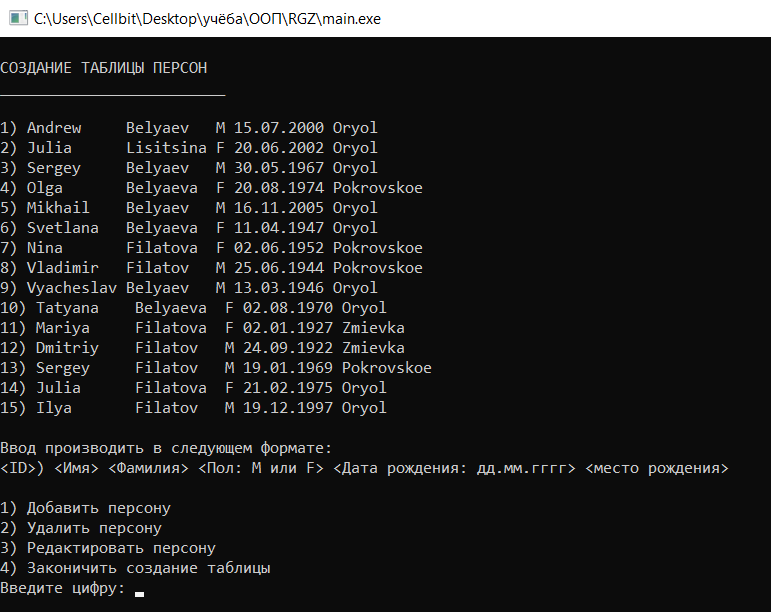 C:\Users\Cellbit\Desktop\учёба\ООП\RGZ\main.exe
СОЗДАНИЕ ТАБЛИЦЫ ПЕРСОН
_________________________
1) Andrew     Belyaev   M 15.07.2000 Oryol
2) Julia      Lisitsina F 20.06.2002 Oryol
3) Sergey     Belyaev   M 30.05.1967 Oryol
4) Olga       Belyaeva  F 20.08.1974 Pokrovskoe
5) Mikhail    Belyaev   M 16.11.2005 Oryol
6) Svetlana   Belyaeva  F 11.04.1947 Oryol
7) Nina       Filatova  F 02.06.1952 Pokrovskoe
8) Vladimir   Filatov   M 25.06.1944 Pokrovskoe
9) Vyacheslav Belyaev   M 13.03.1946 Oryol
10) Tatyana    Belyaeva  F 02.08.1970 Oryol
11) Mariya     Filatova  F 02.01.1927 Zmievka
12) Dmitriy    Filatov   M 24.09.1922 Zmievka
13) Sergey     Filatov   M 19.01.1969 Pokrovskoe
14) Julia      Filatova  F 21.02.1975 Oryol
15) Ilya       Filatov   M 19.12.1997 Oryol
Ввод производить в следующем формате:
<ID>) <Имя> <Фамилия> <Пол: M или F> <Дата рождения: дд.мм.гггг> <место рождения>
1) Добавить персону
2) Удалить персону
3) Редактировать персону
4) Закончить создание таблицы
Введите цифру: